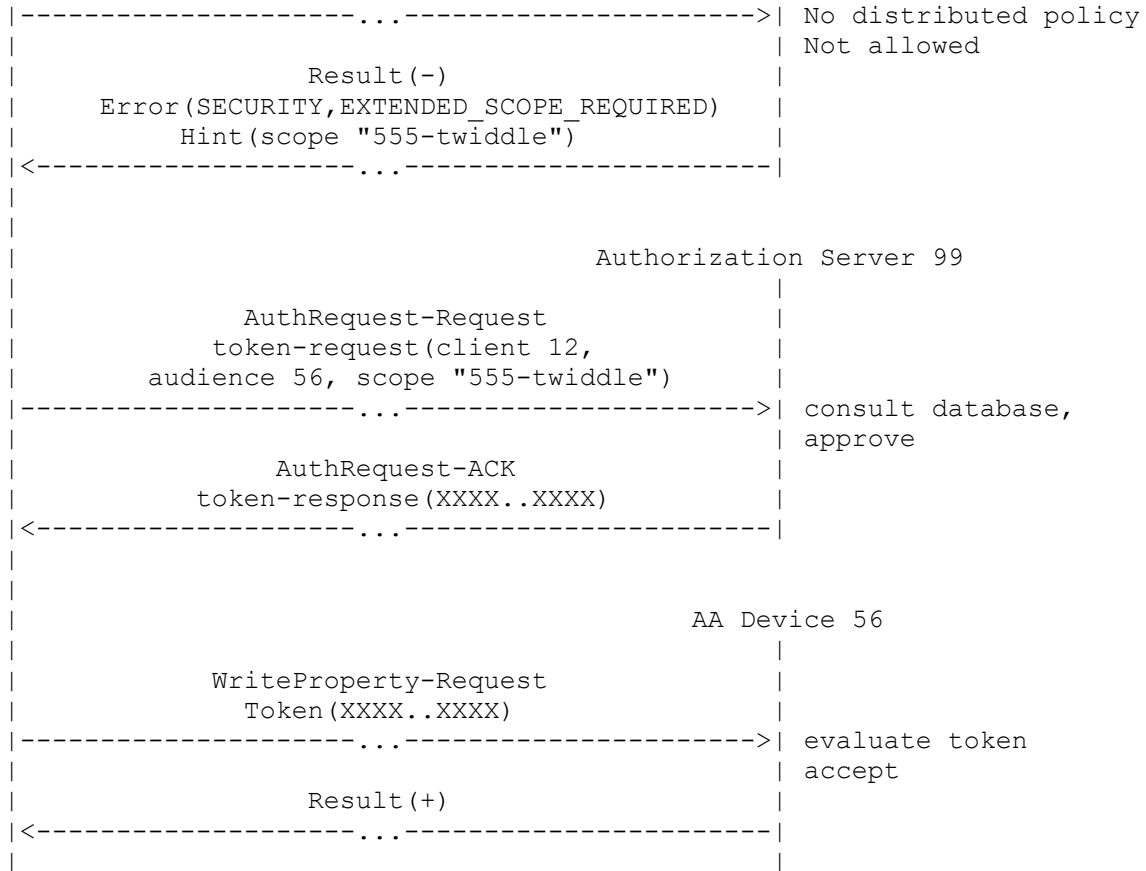 |---------------------...---------------------->| No distributed policy
| | Not allowed
| Result(-) |
| Error(SECURITY,EXTENDED_SCOPE_REQUIRED) |
| Hint(scope "555-twiddle") |
|<--------------------...-----------------------|
|
|
| Authorization Server 99
| |
| AuthRequest-Request |
| token-request(client 12, |
| audience 56, scope "555-twiddle") |
|---------------------...---------------------->| consult database,
| | approve
| AuthRequest-ACK |
| token-response(XXXX..XXXX) |
|<--------------------...-----------------------|
|
|
| AA Device 56
| |
| WriteProperty-Request |
| Token(XXXX..XXXX) |
|---------------------...---------------------->| evaluate token
| | accept
| Result(+) |
|<--------------------...-----------------------|
| |